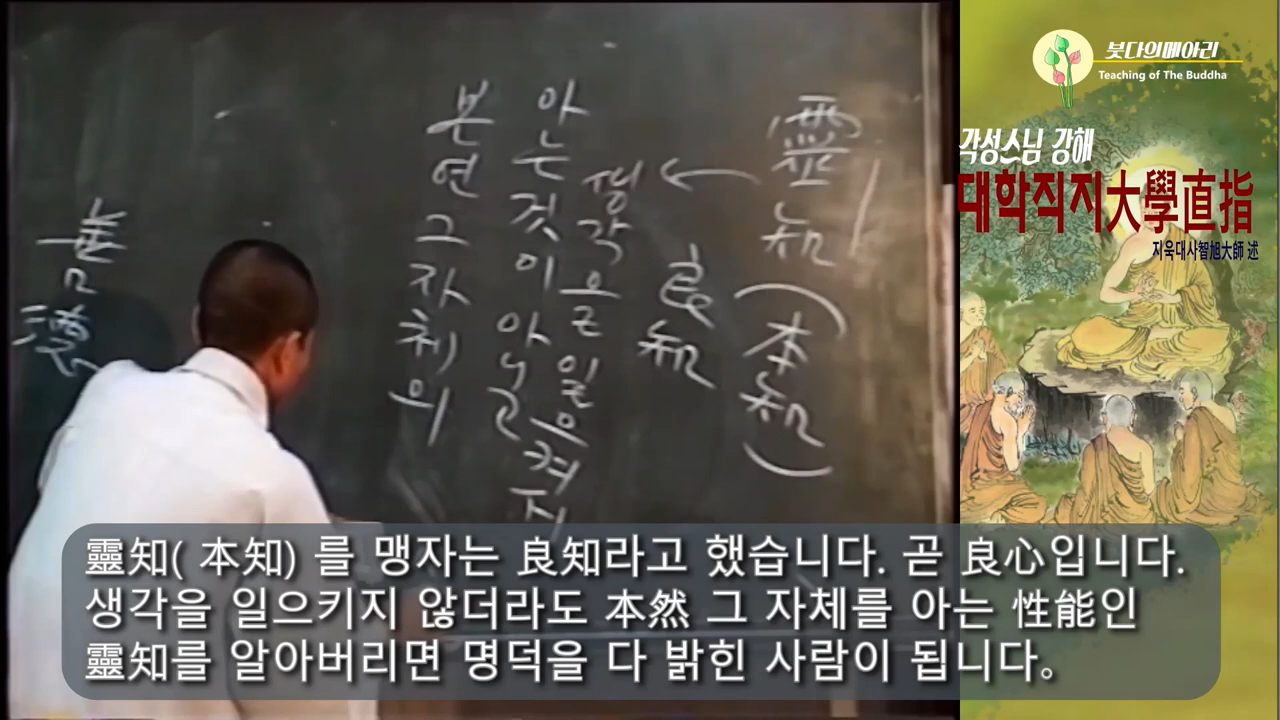 靈知(本知)
良知
생각으로 일으켜 지
아는 것이 아니고
본연 그 자체의
붓다의메아리
Teaching of The Buddha
각성스님 강해
대학직지大學直指
지욱대사智旭大師 述
靈知( 本知) 를 맹자는 良知라고 했습니다. 곧 良心입니다.
생각을 일으키지 않더라도 本然 그 자체를 아는 性能인
靈知를 알아버리면 명덕을 다 밝힌 사람이 됩니다.